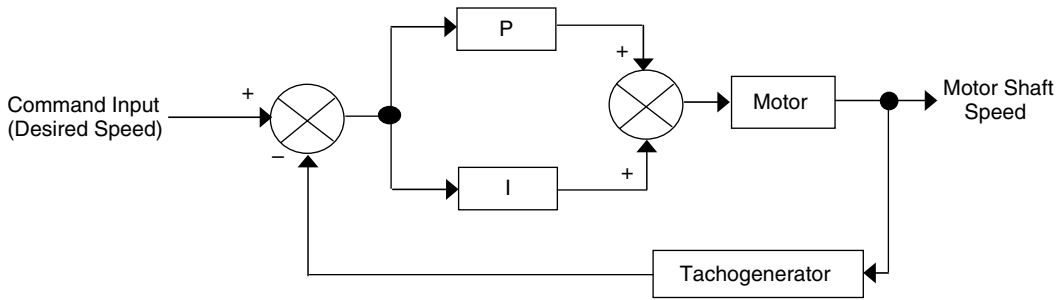 P
+
+
Command Input
(Desired Speed)
Motor
Motor Shaft
Speed
−
+
I
Tachogenerator